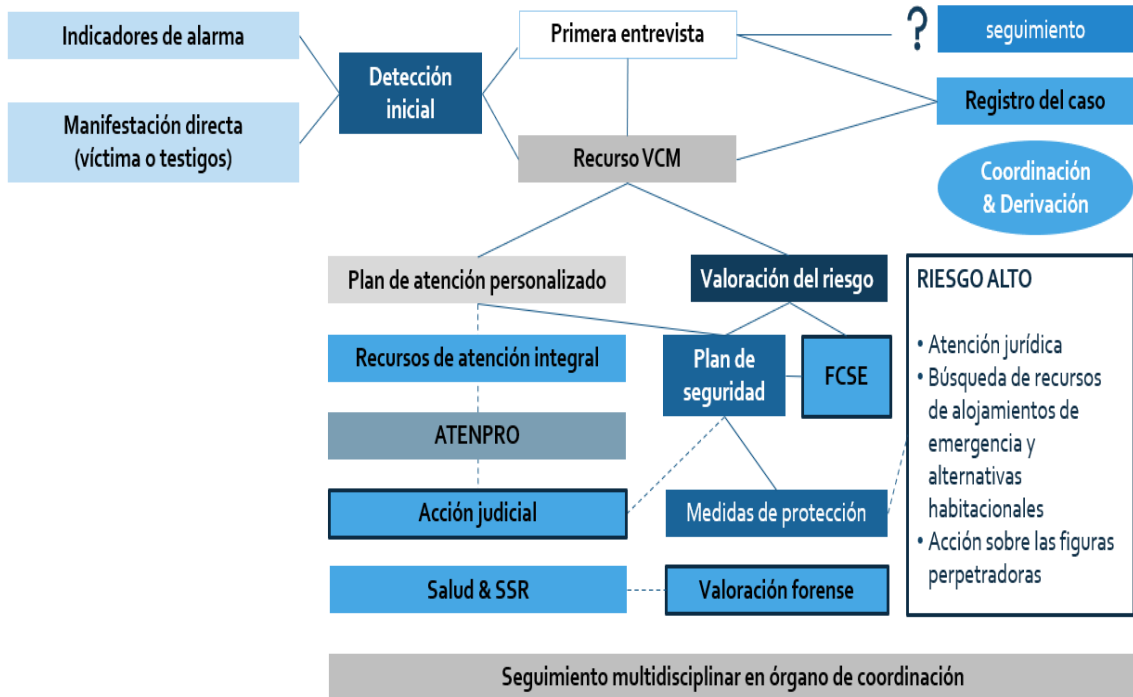 Indicadores de alarma
Manifestación directa
(víctima o testigos)
Detección
inicial
Primera entrevista
Recurso VCM
?
seguimiento
Registro del caso
Coordinación
& Derivación
Plan de atención personalizado
Valoración del riesgo
Recursos de atención integral
Plan de
seguridad
FCSE
ATENPRO
Acción judicial
Medidas de protección
Salud & SSR
Valoración forense
RIESGO ALTO
• Atención jurídica
• Búsqueda de recursos
de alojamientos de
emergencia y
alternativas
habitacionales
• Acción sobre las figuras
perpetradoras
Seguimiento multidisciplinar en órgano de coordinación